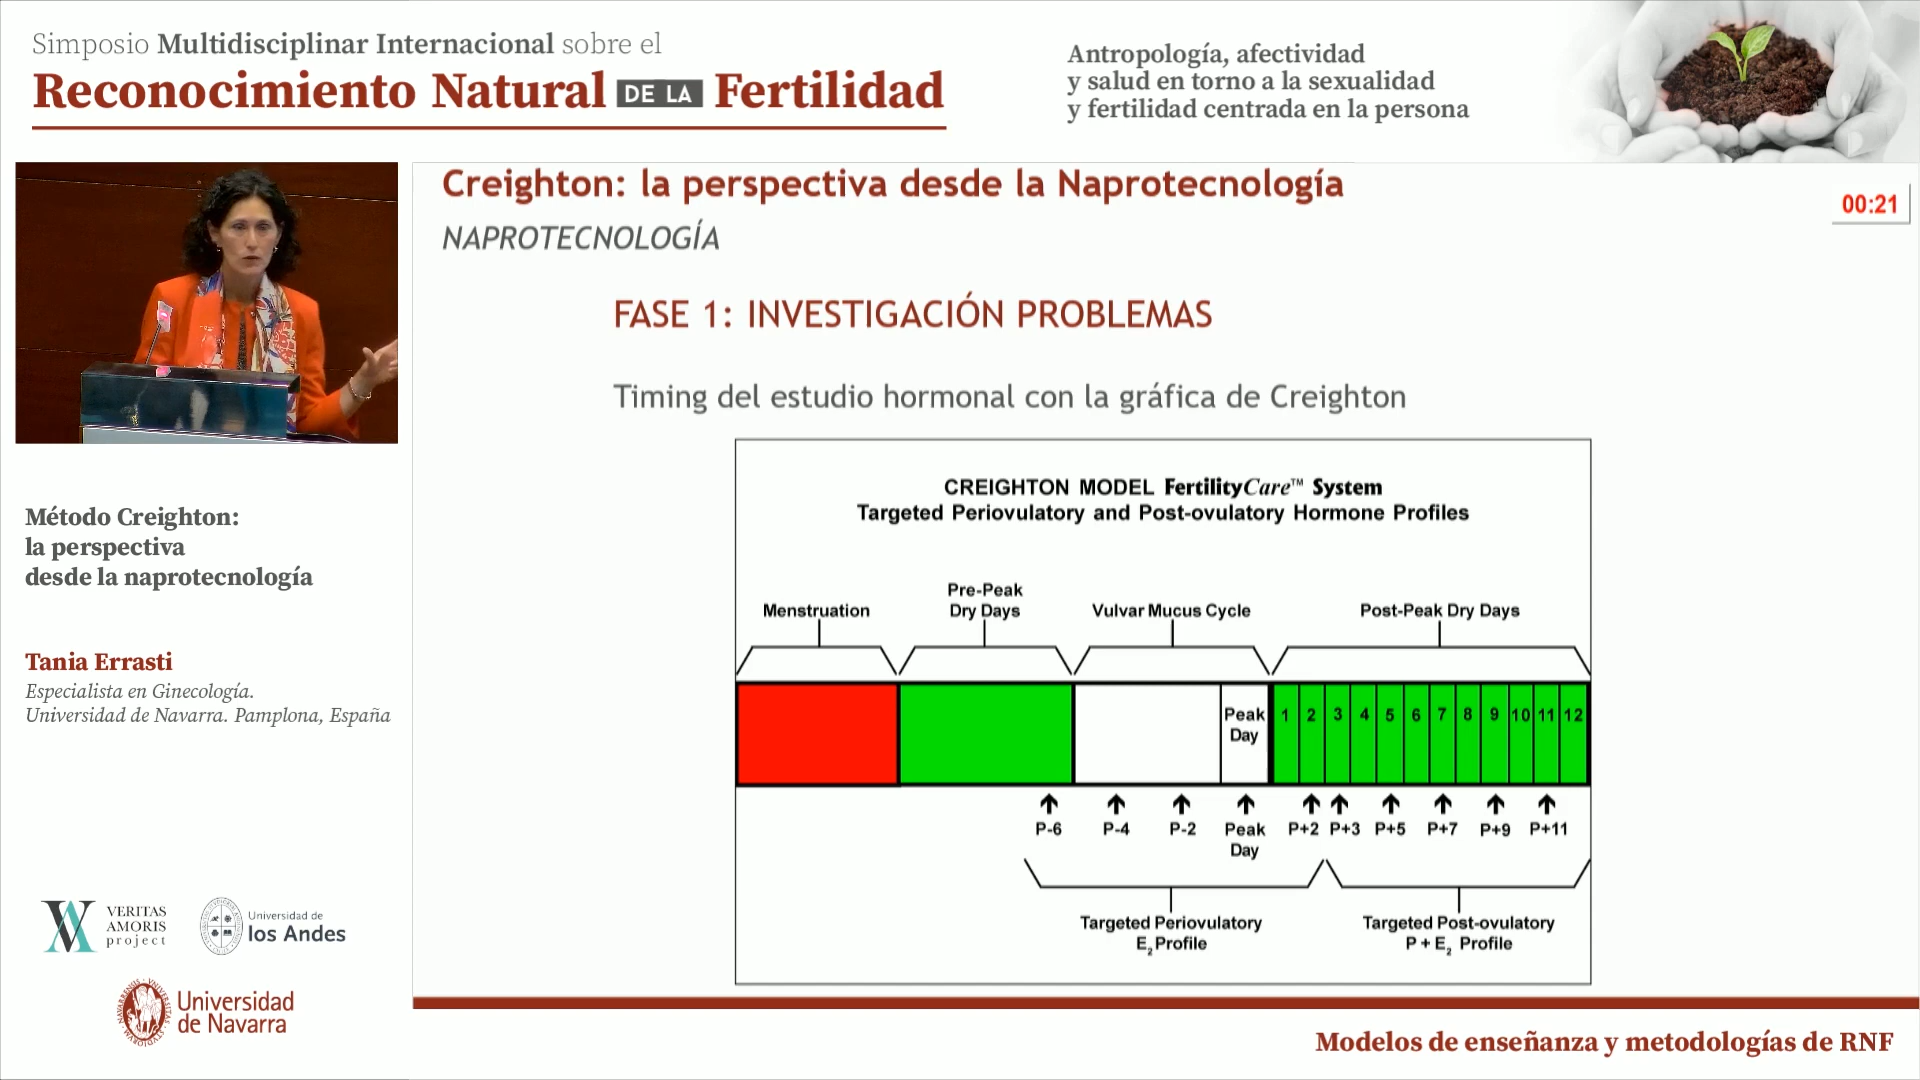 Simposio Multidisciplinar Internacional sobre el
Reconocimiento Natural DE LA Fertilidad
Antropología, afectividad
y salud en torno a la sexualidad
y fertilidad centrada en la persona
Creighton: la perspectiva desde la Naprotecnología
00:21
NAPROTECNOLOGÍA
FASE 1: INVESTIGACIÓN PROBLEMAS
Timing del estudio hormonal con la gráfica de Creighton
CREIGHTON MODEL FertilityCare™ System
Targeted Periovulatory and Post-ovulatory Hormone Profiles
Menstruation
Pre-Peak
Dry Days
Vulvar Mucus Cycle
Post-Peak Dry Days
Peak
Day
1 2 3 4 5 6 7 8 9 10 11 12
P-6 P-4 P-2 Peak Day P+2 P+3 P+5 P+7 P+9 P+11
Targeted Periovulatory
E₂ Profile
Targeted Post-ovulatory
P + E₂ Profile
Método Creighton:
la perspectiva
desde la naprotecnología
Tania Errasti
Especialista en Ginecología.
Universidad de Navarra. Pamplona, España
VERITAS
AMORIS
project
Universidad de
los Andes
Universidad
de Navarra
Modelos de enseñanza y metodologías de RNF